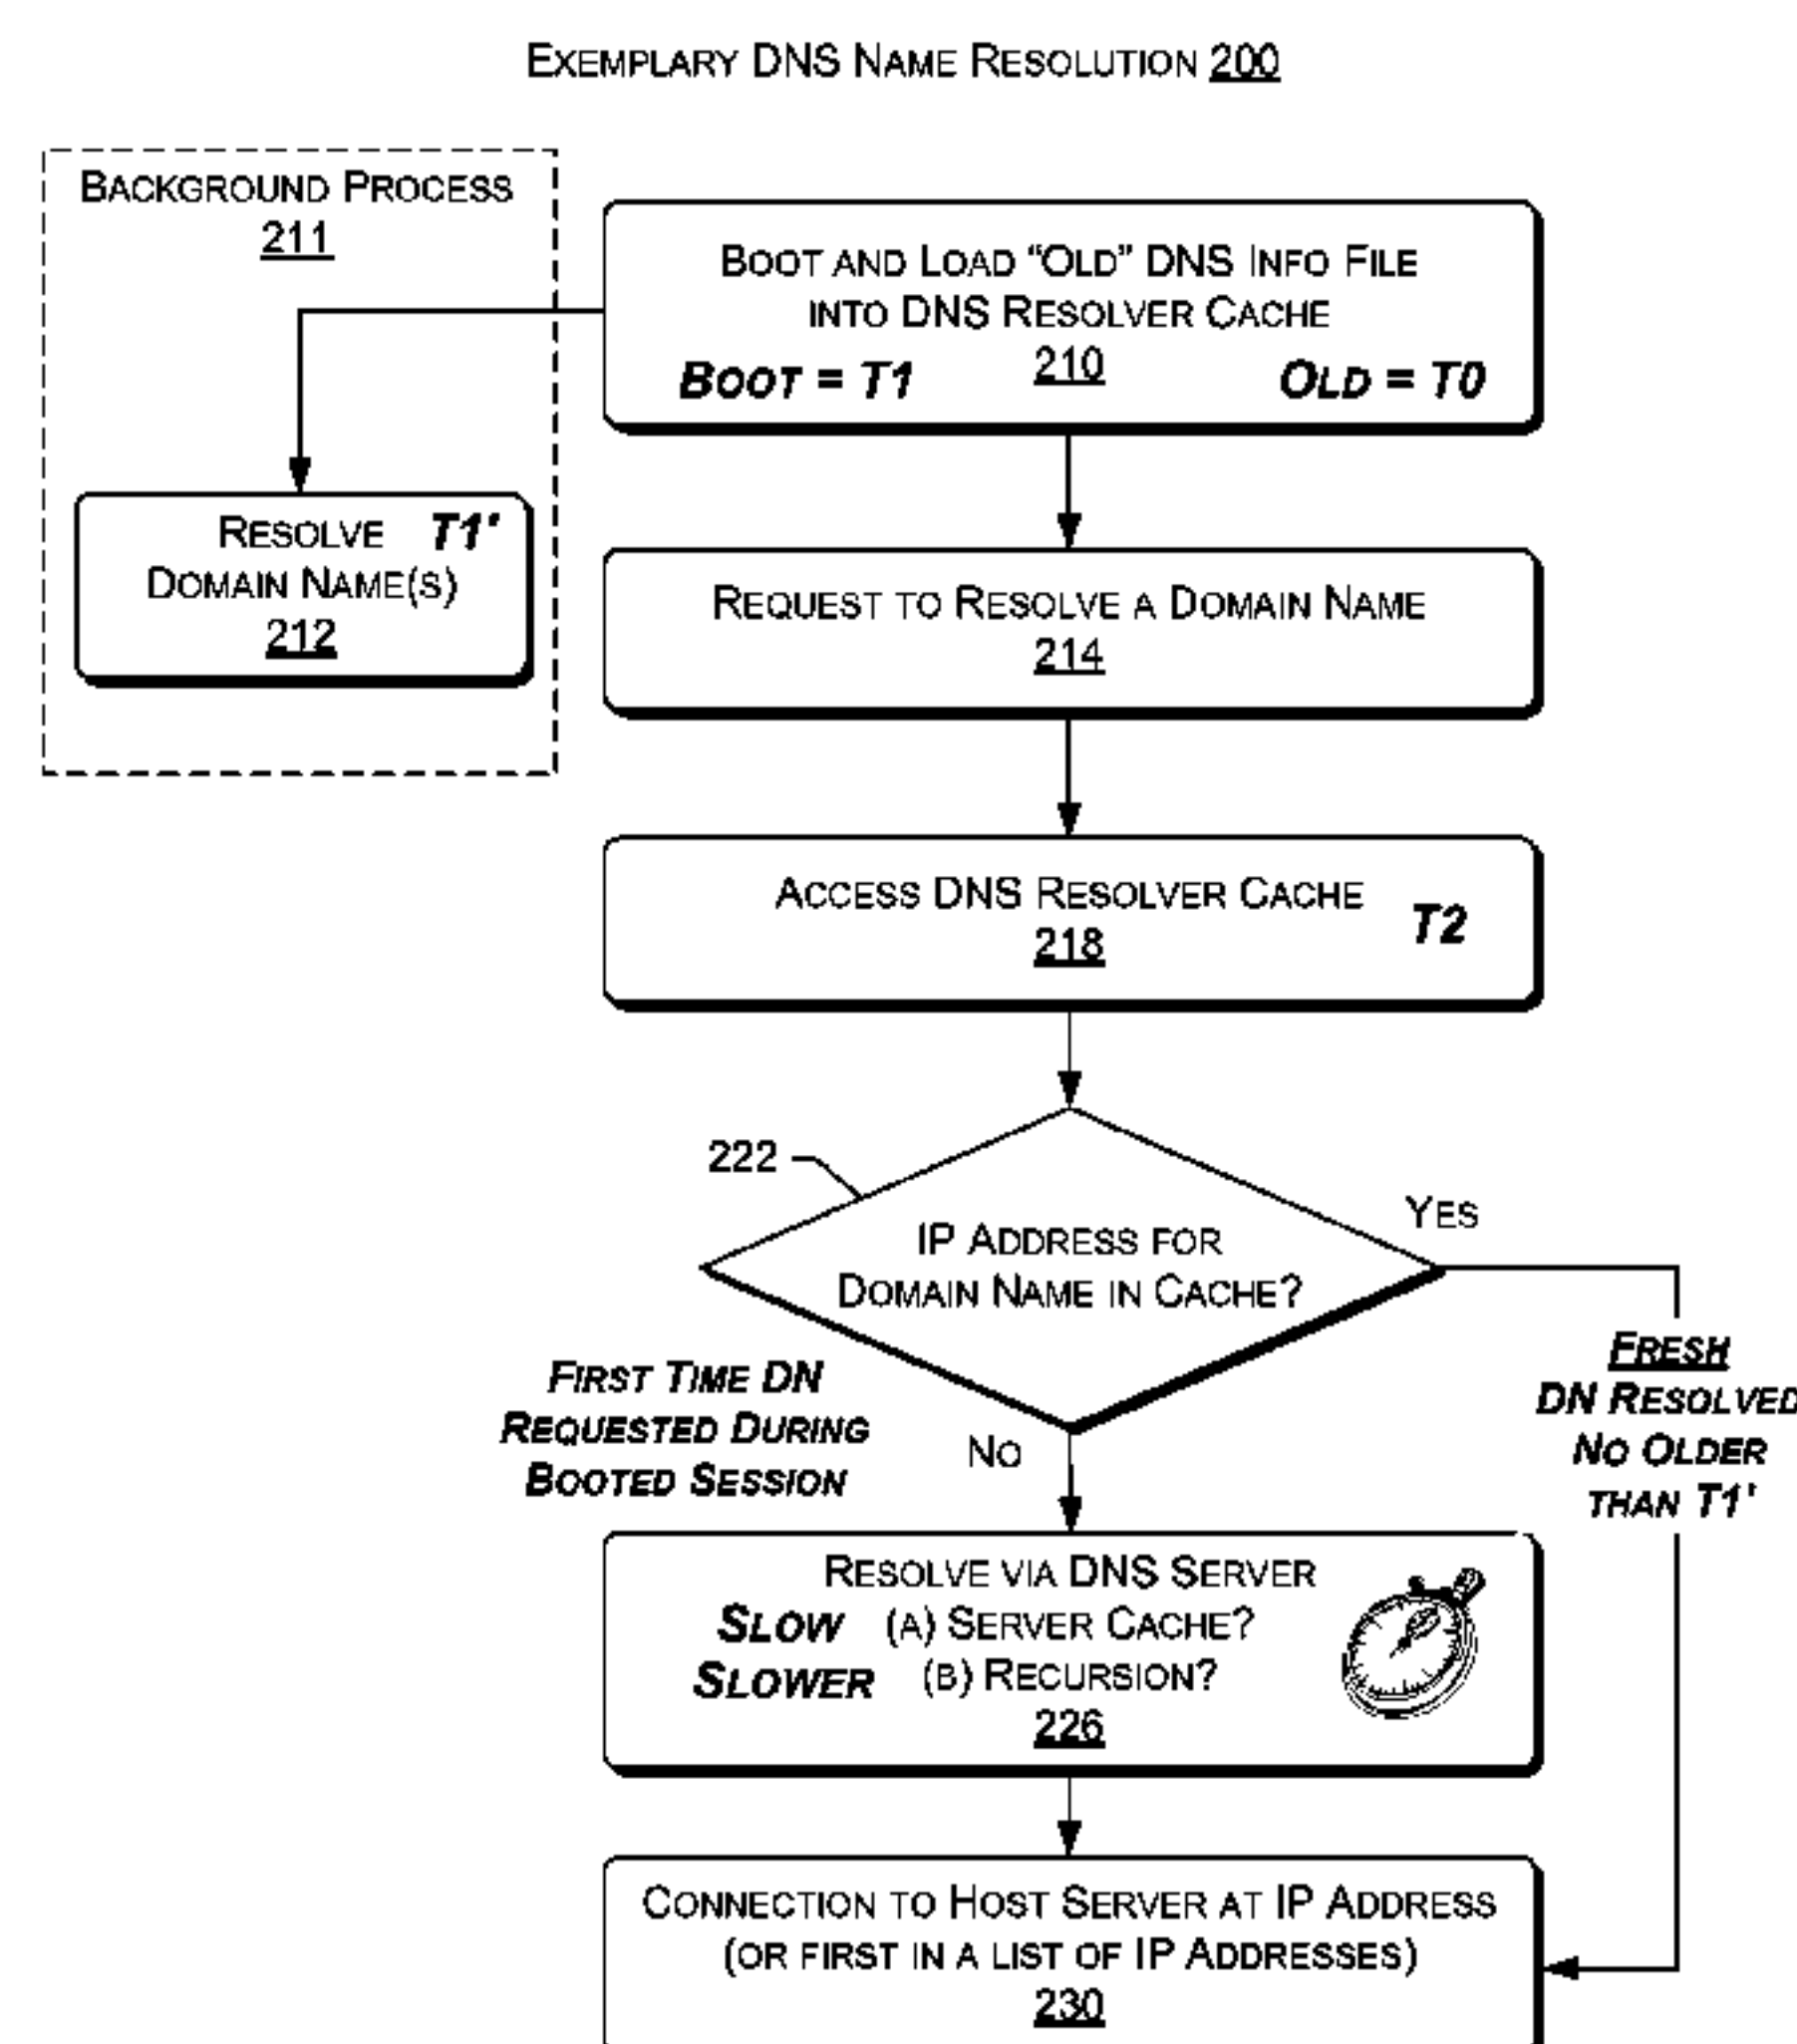 EXEMPLARY DNS NAME RESOLUTION 200
BACKGROUND PROCESS
211
BOOT AND LOAD “OLD” DNS INFO FILE
INTO DNS RESOLVER CACHE
210
BOOT = T1
OLD = T0
RESOLVE T1'
DOMAIN NAME(S)
212
REQUEST TO RESOLVE A DOMAIN NAME
214
ACCESS DNS RESOLVER CACHE
218
T2
222
IP ADDRESS FOR
DOMAIN NAME IN CACHE?
YES
FRESH
DN RESOLVED
NO OLDER
THAN T1'
FIRST TIME DN
REQUESTED DURING
BOOTED SESSION
NO
RESOLVE VIA DNS SERVER
SLOW (A) SERVER CACHE?
SLOWER (B) RECURSION?
226
CONNECTION TO HOST SERVER AT IP ADDRESS
(OR FIRST IN A LIST OF IP ADDRESSES)
230